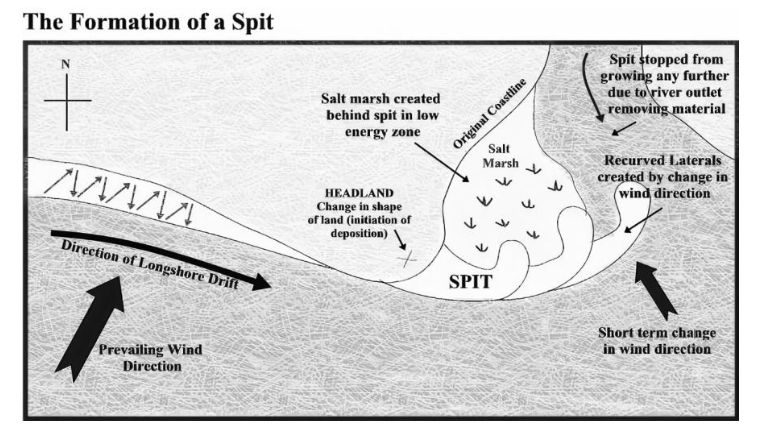 The Formation of a Spit
N
Spit stopped from
growing any further
due to river outlet
removing material
Salt marsh created
behind spit in low
energy zone
Original Coastline
Salt
Marsh
Recurved Laterals
created by change in
wind direction
HEADLAND
Change in shape
of land (initiation of
deposition)
Direction of Longshore Drift
SPIT
Prevailing Wind
Direction
Short term change
in wind direction